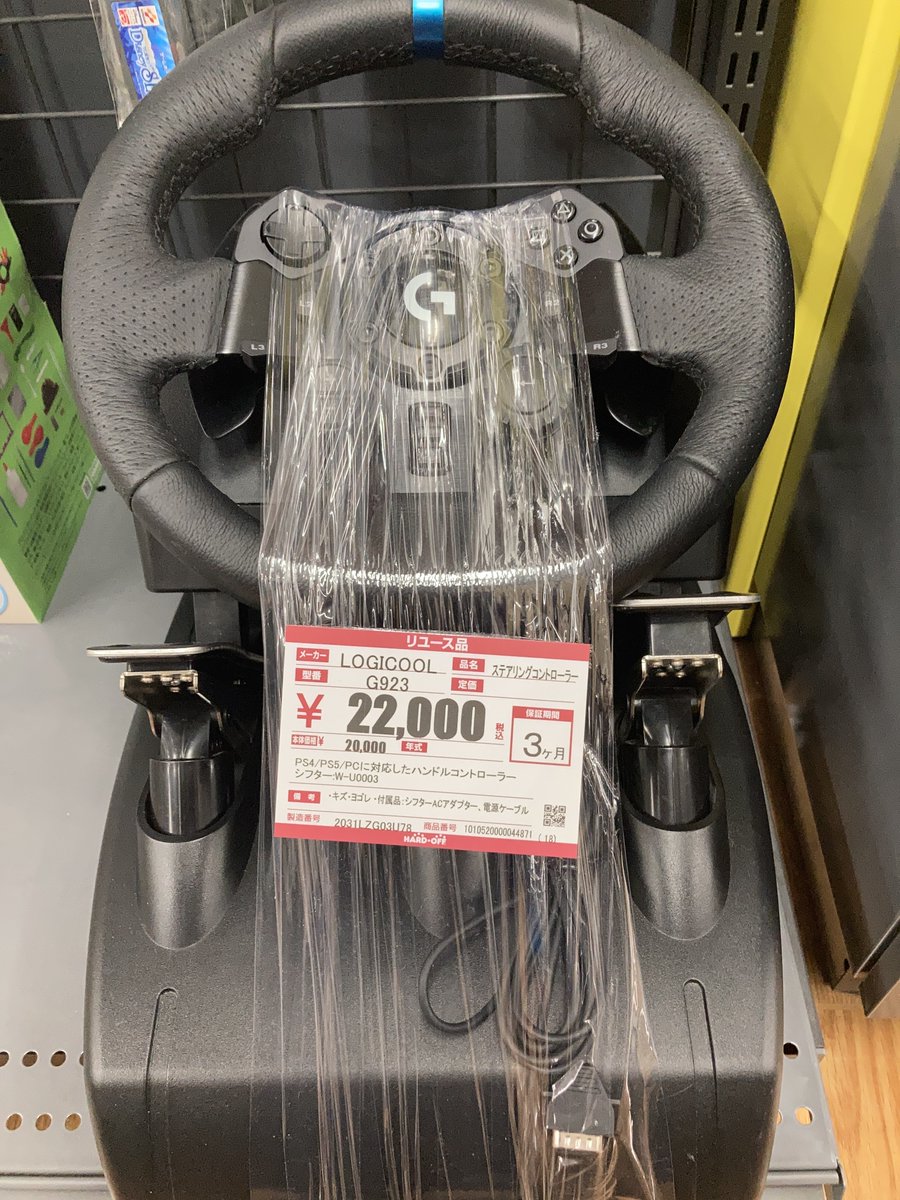 L3
R3
リユース品
メーカー LOGICOOL 品名 ステアリングコントローラー
型番 G923 定価
¥ 22,000 税込
保証期間
3ヶ月
本体価格¥ 20,000 年式
PS4/PS5/PCに対応したハンドルコントローラー
シフター:W-U0003
備考 ・キズ・ヨゴレ ・付属品:シフターACアダプター、電源ケーブル
製造番号 2031LZG03U78 商品番号 1010520000044871 (18)
HARD・OFF